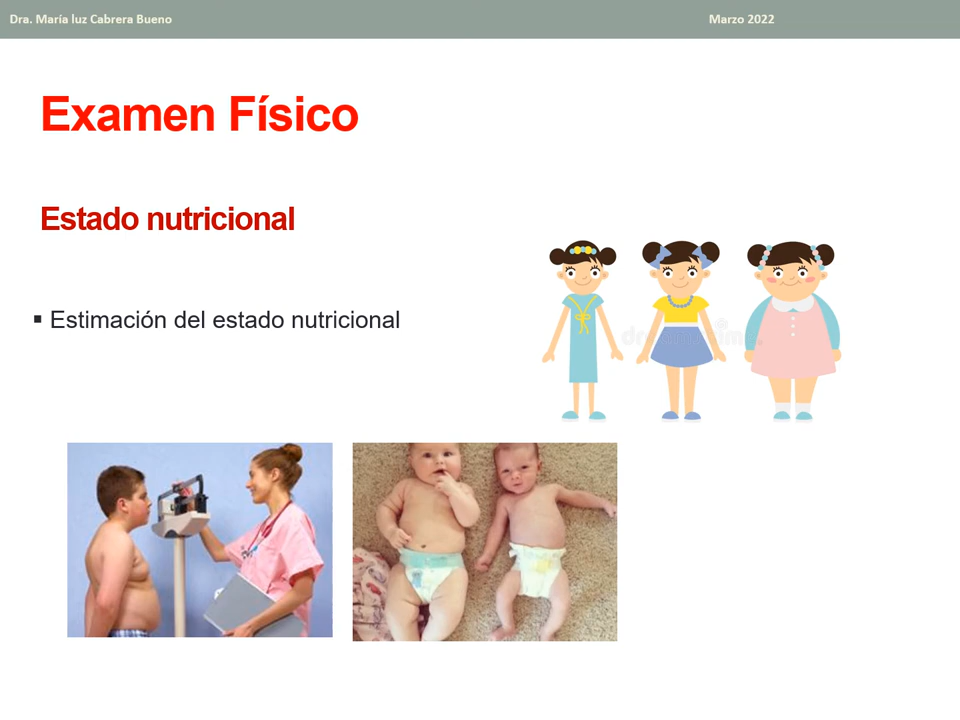 Dra. María luz Cabrera Bueno
Marzo 2022
Examen Físico
Estado nutricional
▪ Estimación del estado nutricional